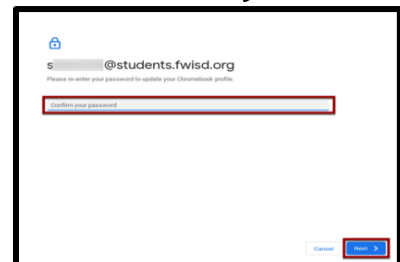 s @students.fwisd.org
Please re-enter your password to update your Chromebook profile.
Confirm your password
Cancel Next